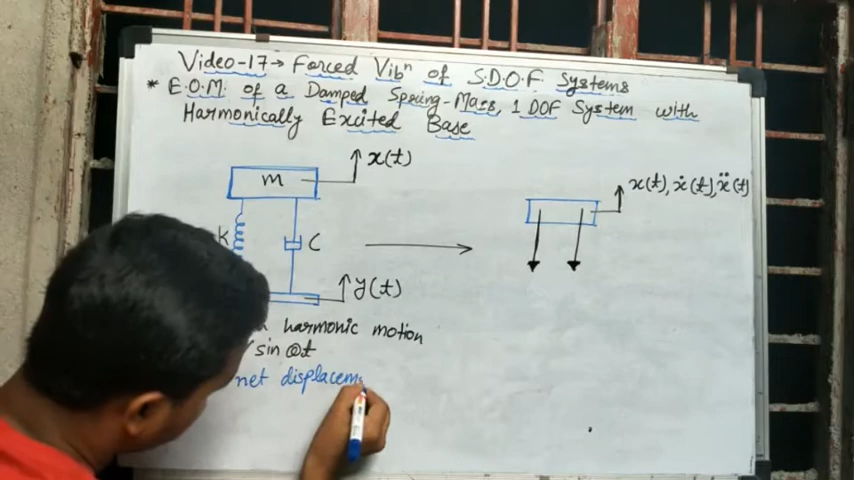 Video-17→ Forced Vibⁿ of S.D.O.F. Systems
* E.O.M. of a Damped Spring-Mass, 1 DOF System with
Harmonically Excited Base
m
x(t)
x(t), ẋ(t), ẍ(t)
K
C
y(t)
harmonic motion
sin ωt
net displacem